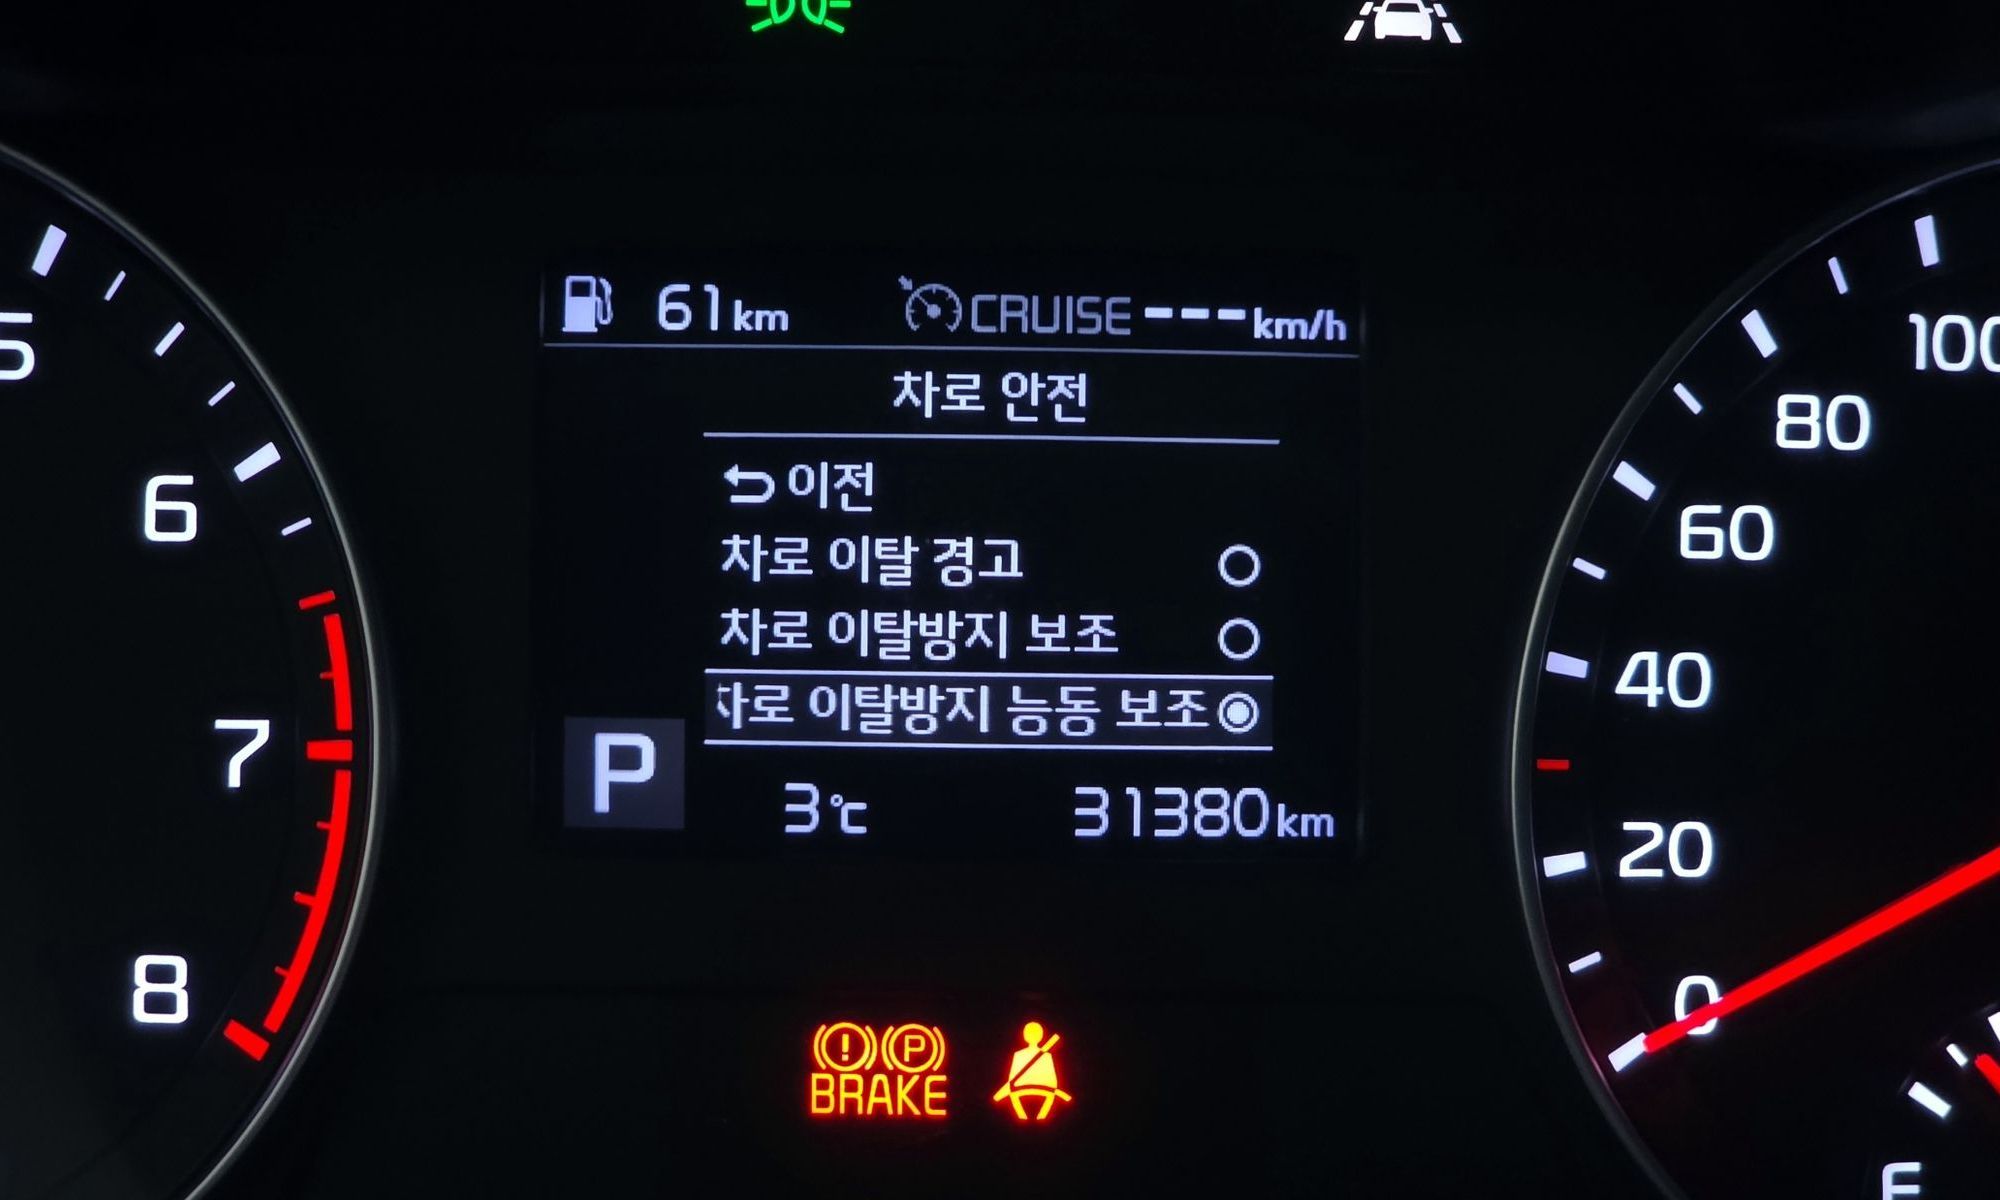 61km CRUISE ---km/h
차로 안전
이전
차로 이탈 경고
차로 이탈방지 보조
차로 이탈방지 능동 보조
P
3℃ 31380km
BRAKE
5
6
7
8
100
80
60
40
20
0